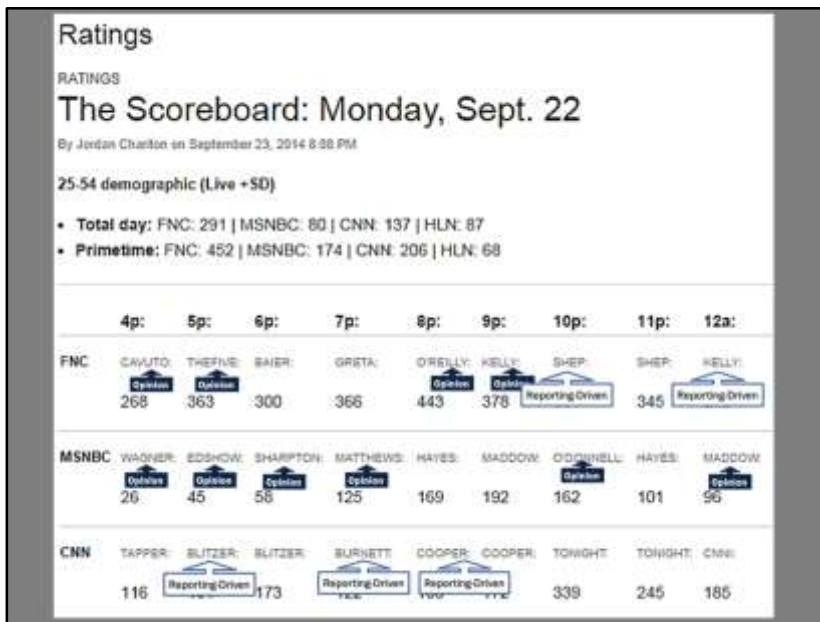 Ratings
RATINGS
The Scoreboard: Monday, Sept. 22
By Jordan Chariton on September 23, 2014 8:08 PM
25-54 demographic (Live +SD)
• Total day: FNC: 291 | MSNBC: 80 | CNN: 137 | HLN: 87
• Primetime: FNC: 452 | MSNBC: 174 | CNN: 206 | HLN: 68
4p: 5p: 6p: 7p: 8p: 9p: 10p: 11p: 12a:
FNC CAVUTO: THEFIVE: BAIER: GRETA: O'REILLY: KELLY: SHEP: SHEP: KELLY:
Opinion Opinion Opinion Opinion Reporting-Driven Reporting-Driven
268 363 300 366 443 378 345
MSNBC WAGNER: EDSHOW: SHARPTON: MATTHEWS: HAYES: MADDOW: O'DONNELL: HAYES: MADDOW:
Opinion Opinion Opinion Opinion Opinion Opinion
26 45 58 125 169 192 162 101 96
CNN TAPPER: BLITZER: BLITZER: BURNETT: COOPER: COOPER: TONIGHT: TONIGHT: CNNI:
Reporting-Driven Reporting-Driven Reporting-Driven
116 173 339 245 185